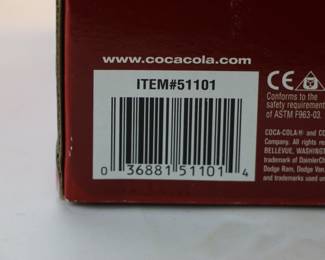 www.cocacola.com
ITEM#51101
0 36881 51101 4
CE
Conforms to the
safety requirement
of ASTM F963-03.
COCA-COLA® and CO
Company. All rights re
BELLEVUE, WASHINGT
trademark of DaimlerCh
Dodge Ram, Dodge Van
and trademarks used